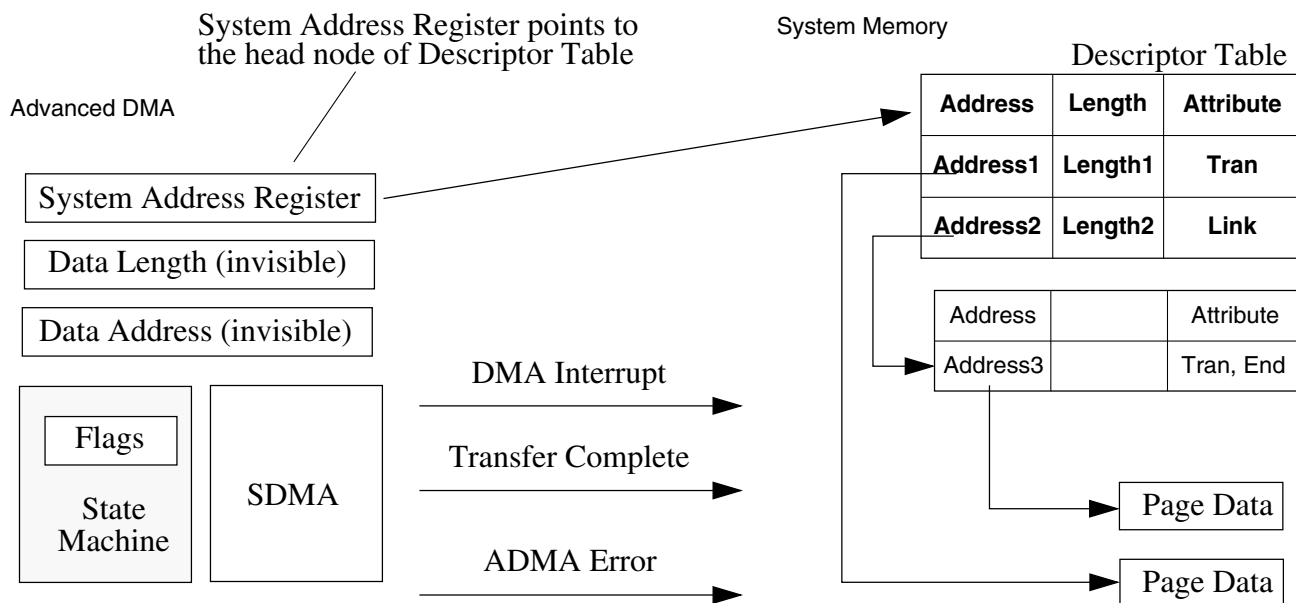 System Address Register points to
the head node of Descriptor Table
System Memory
Descriptor Table
Advanced DMA
Address Length Attribute
Address1 Length1 Tran
Address2 Length2 Link
System Address Register
Data Length (invisible)
Data Address (invisible)
Address Attribute
Address3 Tran, End
DMA Interrupt
Flags
State
Machine
SDMA
Transfer Complete
ADMA Error
Page Data
Page Data